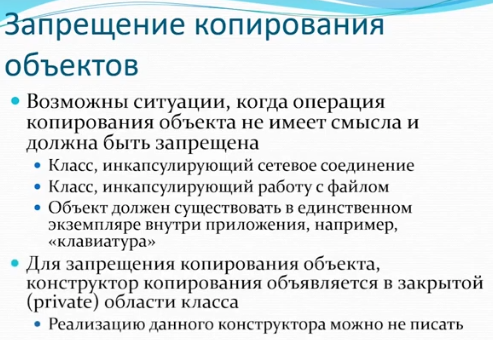 Запрещение копирования
объектов
Возможны ситуации, когда операция
копирования объекта не имеет смысла и
должна быть запрещена
Класс, инкапсулирующий сетевое соединение
Класс, инкапсулирующий работу с файлом
Объект должен существовать в единственном
экземпляре внутри приложения, например,
«клавиатура»
Для запрещения копирования объекта,
конструктор копирования объявляется в закрытой
(private) области класса
Реализацию данного конструктора можно не писать